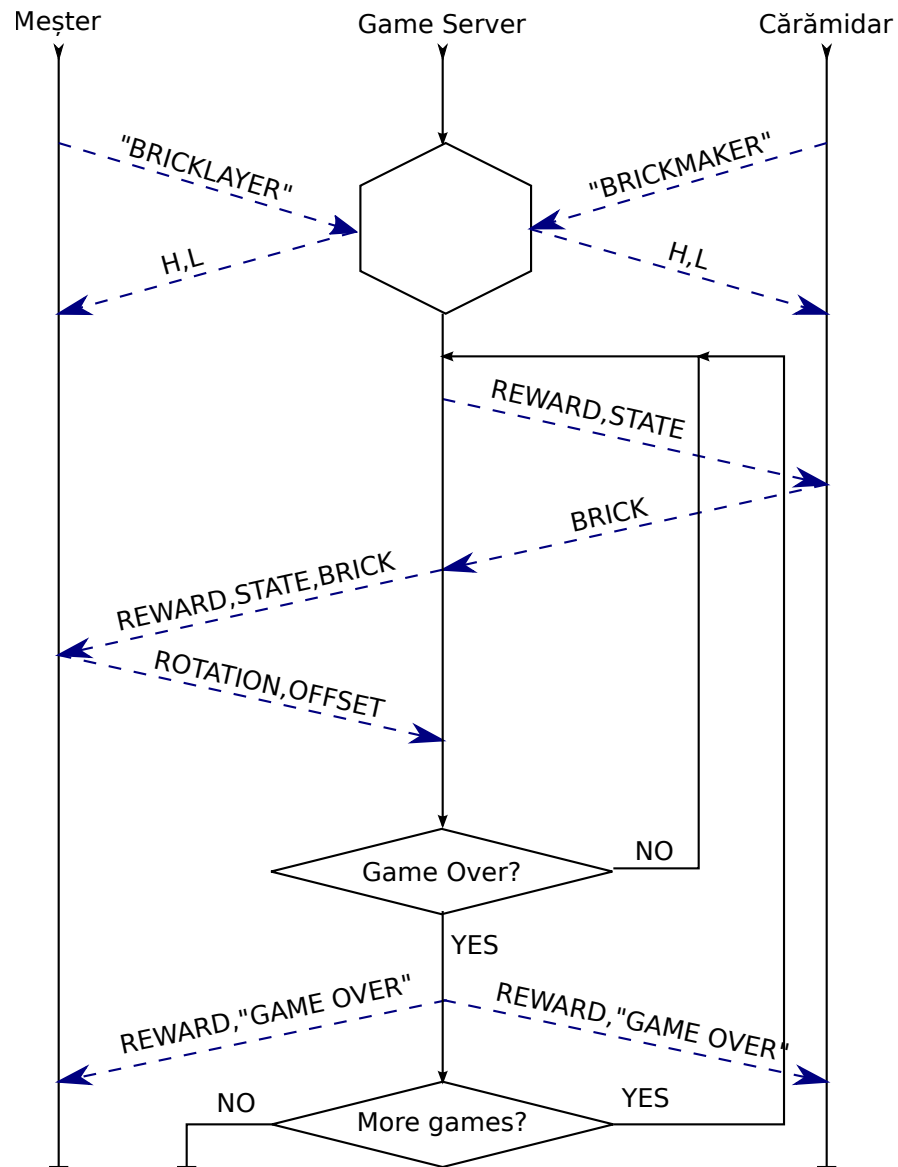 Meșter
Game Server
Cărămidar
"BRICKLAYER"
"BRICKMAKER"
H,L
H,L
REWARD,STATE
BRICK
REWARD,STATE,BRICK
ROTATION,OFFSET
Game Over?
NO
YES
REWARD,"GAME OVER"
REWARD,"GAME OVER"
NO
More games?
YES